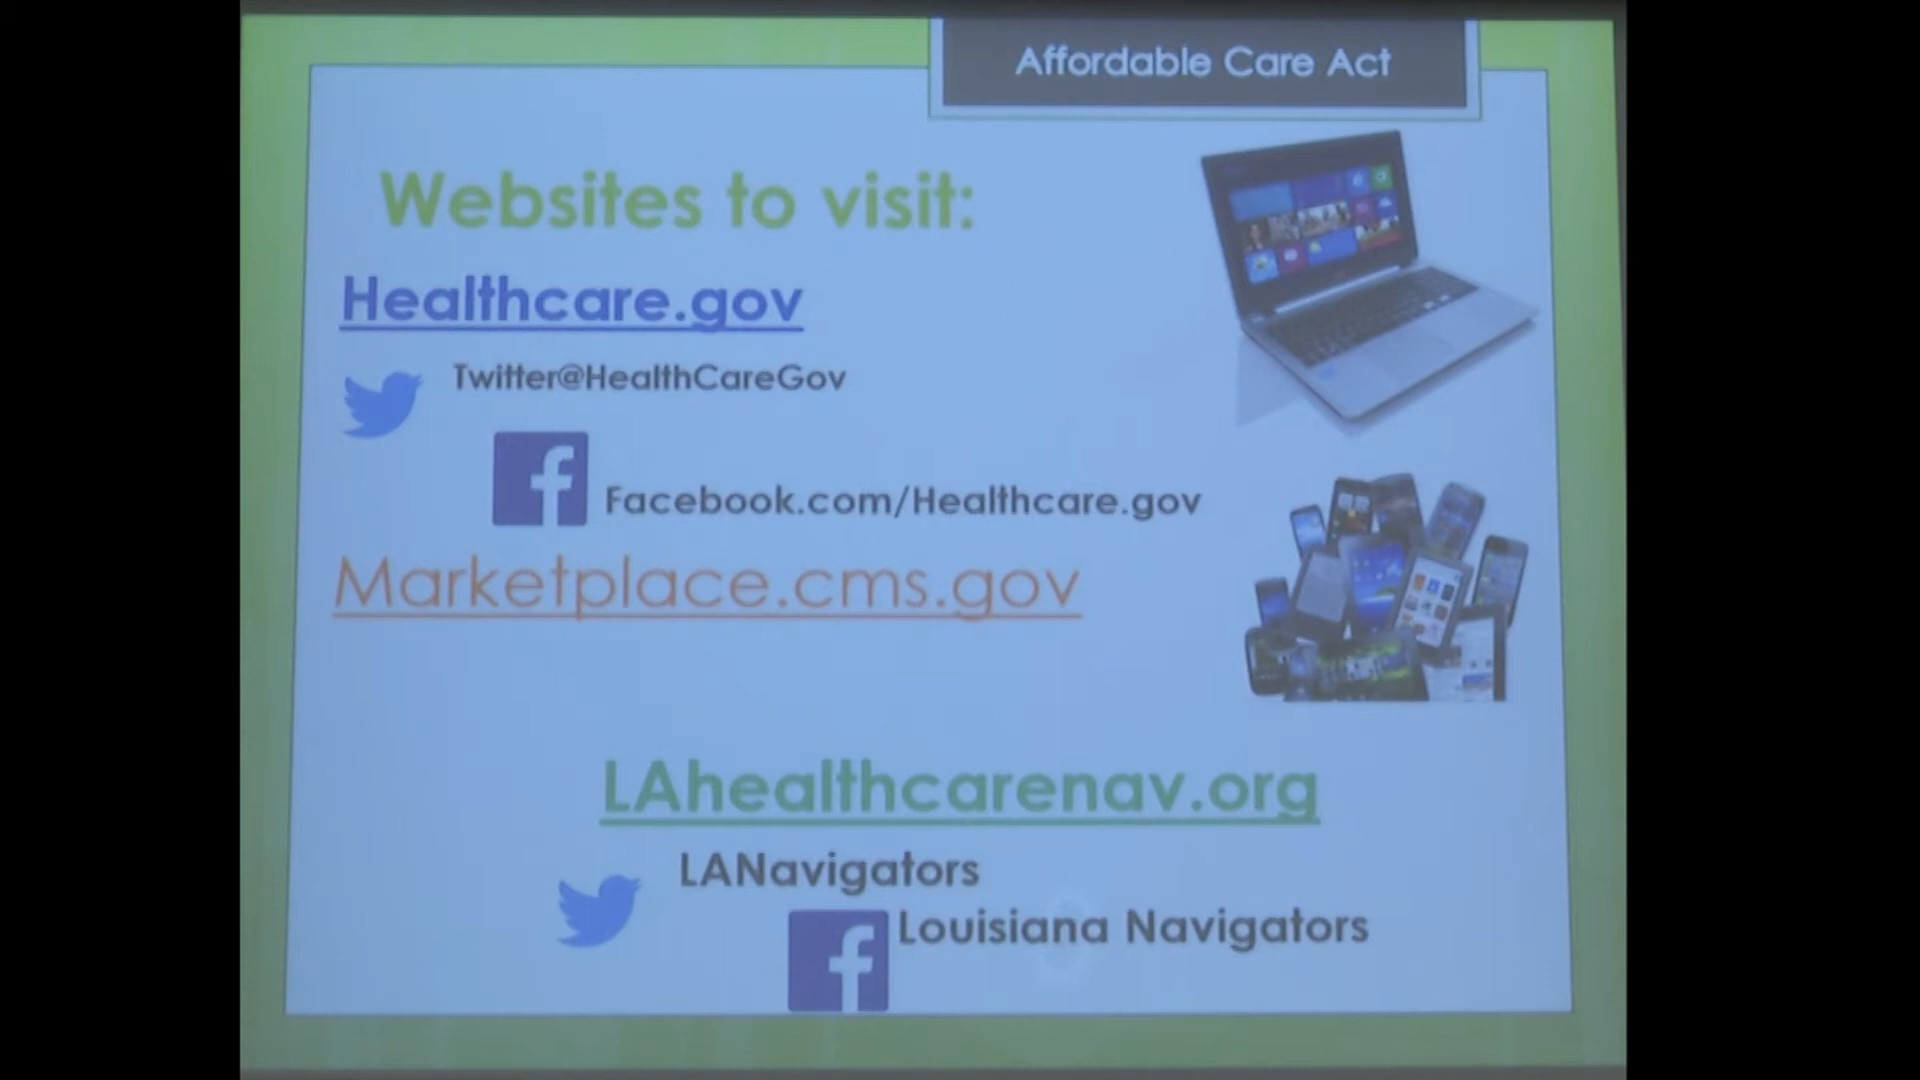 Affordable Care Act
Websites to visit:
Healthcare.gov
Twitter@HealthCareGov
Facebook.com/Healthcare.gov
Marketplace.cms.gov
LAhealthcarenav.org
LANavigators
Louisiana Navigators